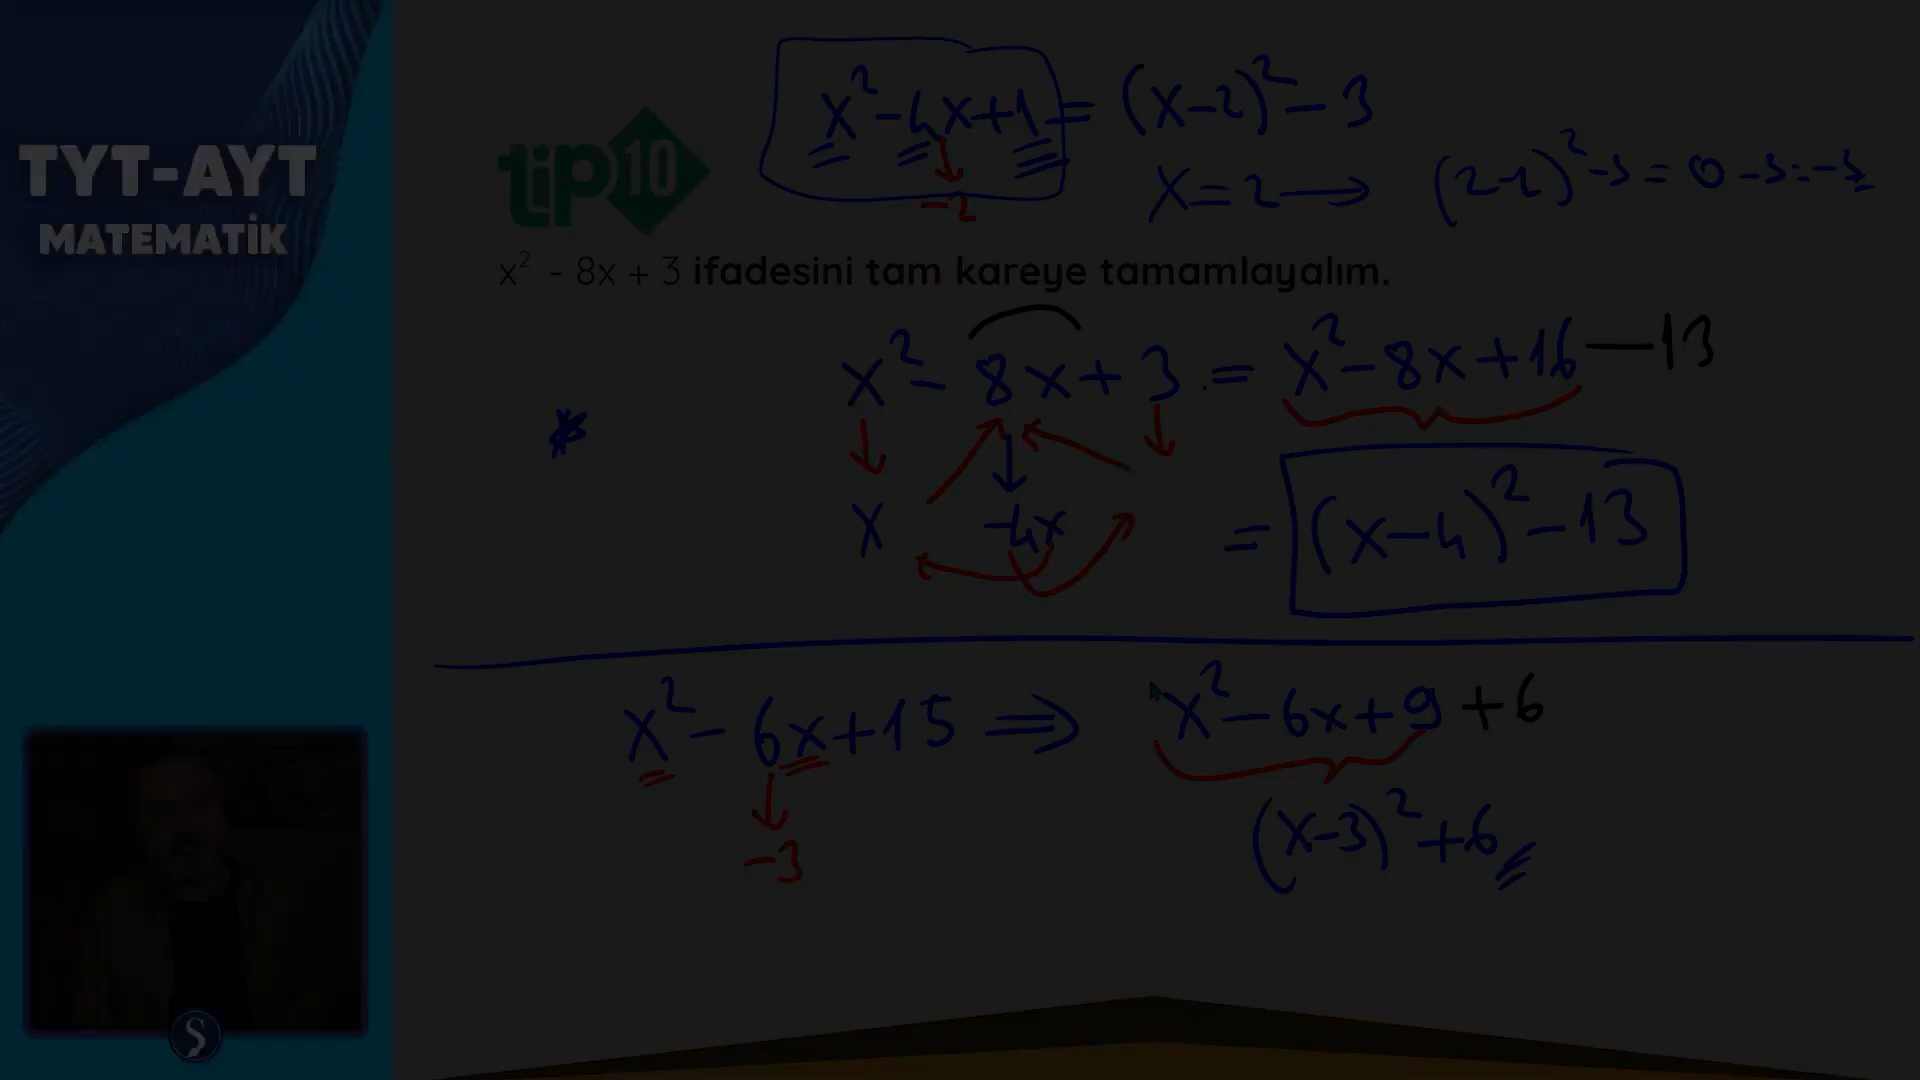 TYT-AYT
MATEMATİK
tip 10
x² - 4x + 1 = (x-2)² - 3
-2
x = 2 → (2-2)² - 3 = 0 - 3 = -3
x² - 8x + 3 ifadesini tam kareye tamamlayalım.
x² - 8x + 3 = x² - 8x + 16 - 13
x -4x
= (x-4)² - 13
x² - 6x + 15 ⇒ x² - 6x + 9 + 6
-3
(x-3)² + 6
Ş